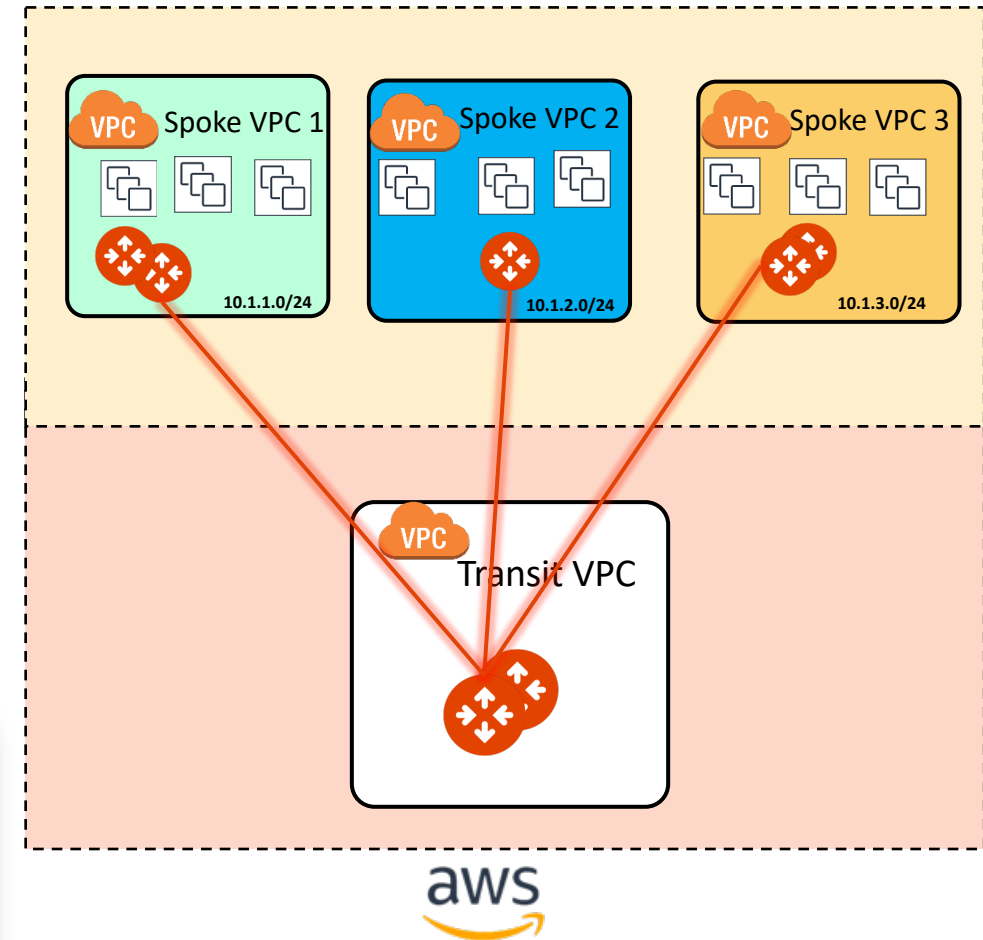 VPC Spoke VPC 1
VPC Spoke VPC 2
VPC Spoke VPC 3
10.1.1.0/24
10.1.2.0/24
10.1.3.0/24
VPC
Transit VPC
aws